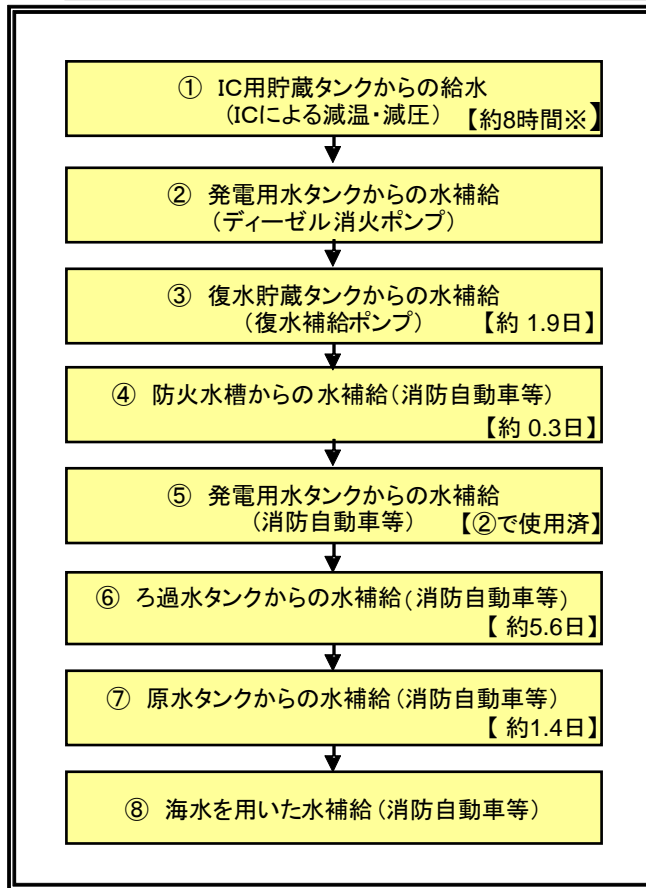 ① IC用貯蔵タンクからの給水
(ICによる減温・減圧) 【約8時間※】
② 発電用水タンクからの水補給
(ディーゼル消火ポンプ)
③ 復水貯蔵タンクからの水補給
(復水補給ポンプ) 【約 1.9日】
④ 防火水槽からの水補給(消防自動車等)
【約 0.3日】
⑤ 発電用水タンクからの水補給
(消防自動車等) 【②で使用済】
⑥ ろ過水タンクからの水補給(消防自動車等)
【 約5.6日】
⑦ 原水タンクからの水補給(消防自動車等)
【 約1.4日】
⑧ 海水を用いた水補給(消防自動車等)